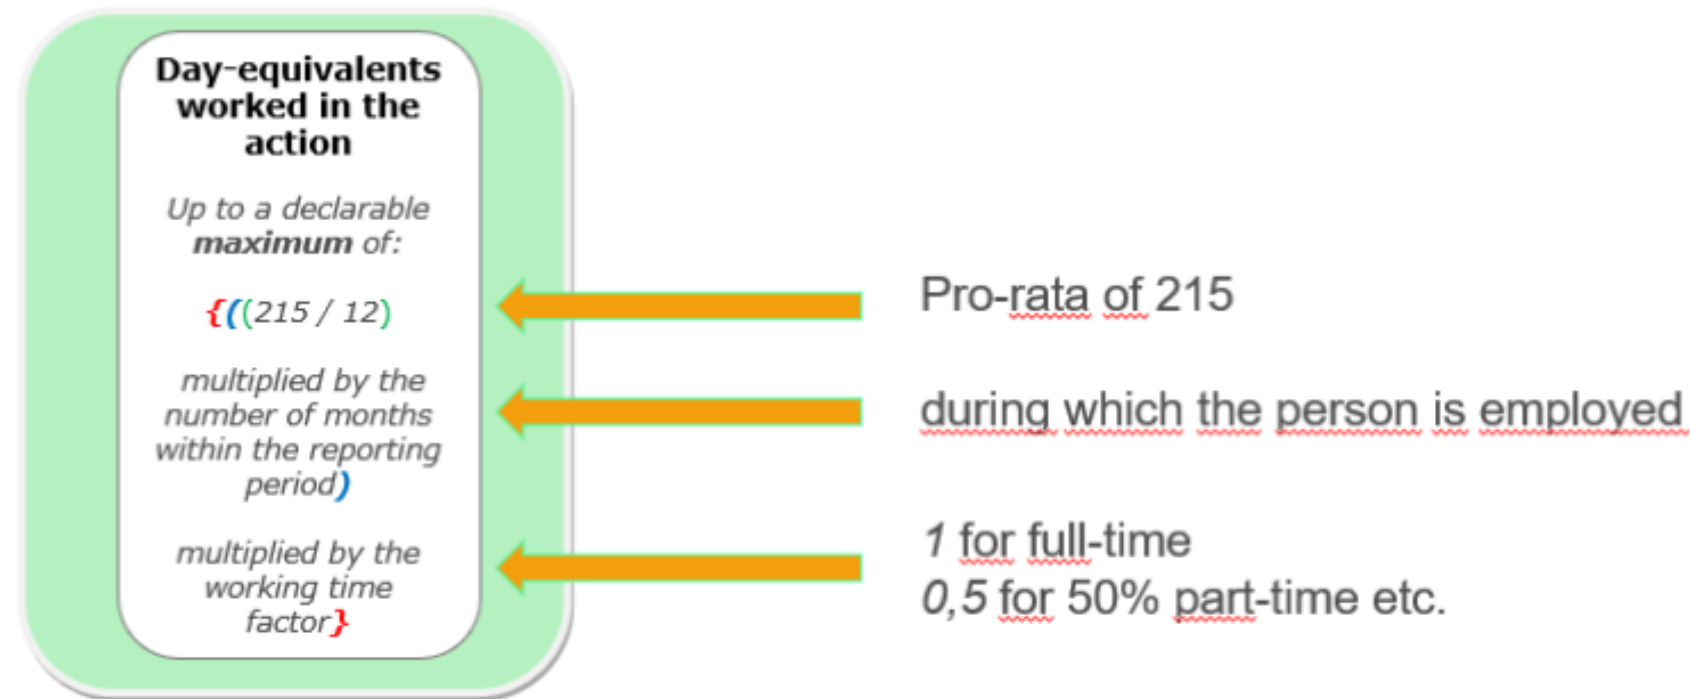 Day-equivalents
worked in the
action
Up to a declarable
maximum of:
{((215 / 12)
multiplied by the
number of months
within the reporting
period)
multiplied by the
working time
factor}
Pro-rata of 215
during which the person is employed
1 for full-time
0,5 for 50% part-time etc.